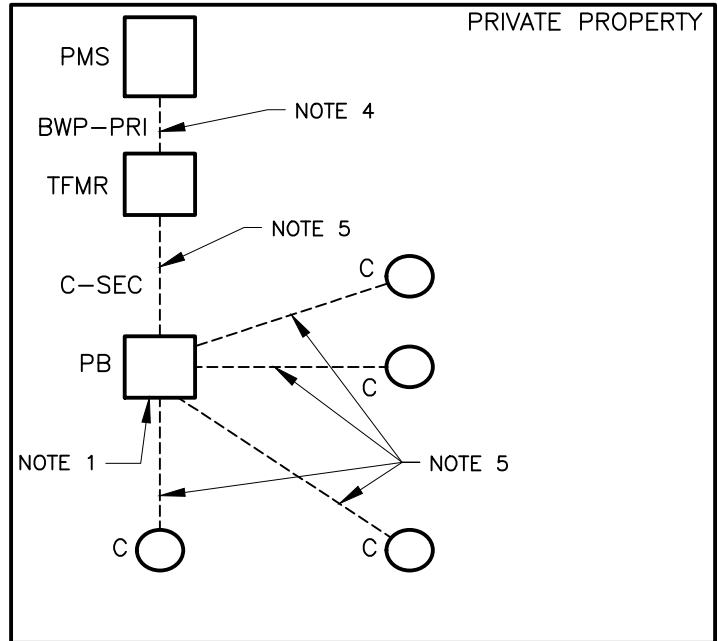 PRIVATE PROPERTY
PMS
NOTE 4
BWP-PRI
TFMR
NOTE 5
C-SEC
C
PB
C
NOTE 1
NOTE 5
C
C